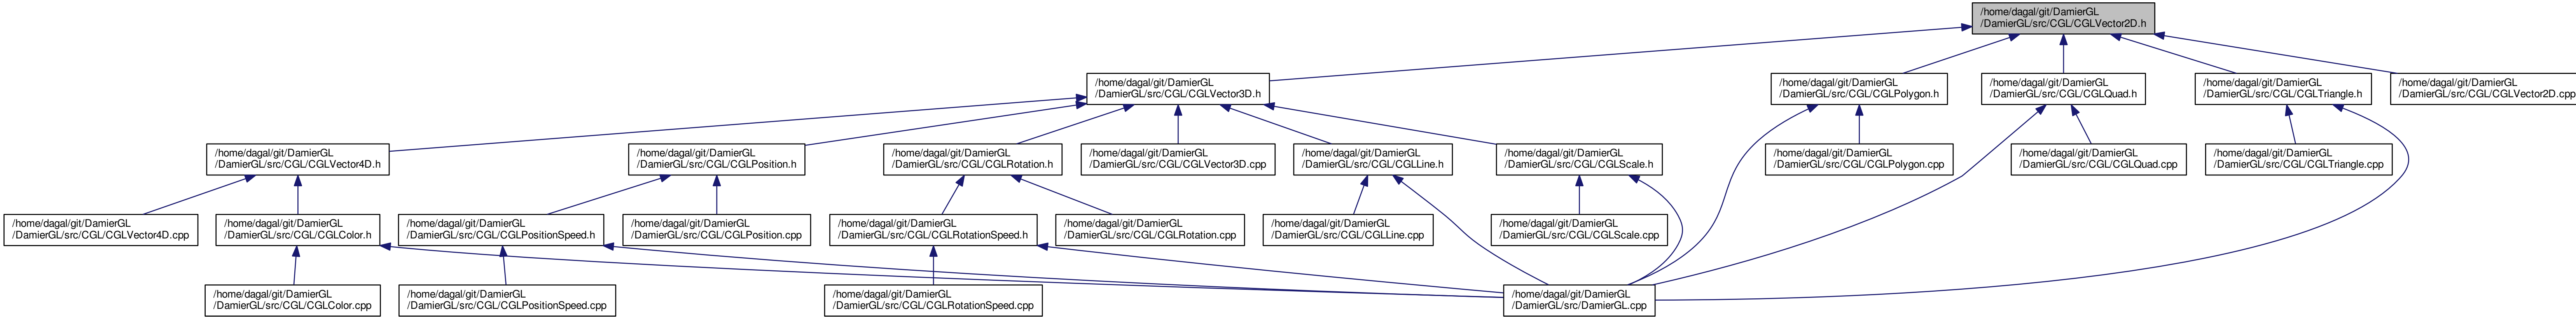 /home/dagal/git/DamierGL
/DamierGL/src/CGL/CGLVector2D.h
/home/dagal/git/DamierGL
/DamierGL/src/CGL/CGLVector3D.h
/home/dagal/git/DamierGL
/DamierGL/src/CGL/CGLPolygon.h
/home/dagal/git/DamierGL
/DamierGL/src/CGL/CGLQuad.h
/home/dagal/git/DamierGL
/DamierGL/src/CGL/CGLTriangle.h
/home/dagal/git/DamierGL
/DamierGL/src/CGL/CGLVector2D.cpp
/home/dagal/git/DamierGL
/DamierGL/src/CGL/CGLVector4D.h
/home/dagal/git/DamierGL
/DamierGL/src/CGL/CGLPosition.h
/home/dagal/git/DamierGL
/DamierGL/src/CGL/CGLRotation.h
/home/dagal/git/DamierGL
/DamierGL/src/CGL/CGLVector3D.cpp
/home/dagal/git/DamierGL
/DamierGL/src/CGL/CGLLine.h
/home/dagal/git/DamierGL
/DamierGL/src/CGL/CGLScale.h
/home/dagal/git/DamierGL
/DamierGL/src/CGL/CGLPolygon.cpp
/home/dagal/git/DamierGL
/DamierGL/src/CGL/CGLQuad.cpp
/home/dagal/git/DamierGL
/DamierGL/src/CGL/CGLTriangle.cpp
/home/dagal/git/DamierGL
/DamierGL/src/CGL/CGLVector4D.cpp
/home/dagal/git/DamierGL
/DamierGL/src/CGL/CGLColor.h
/home/dagal/git/DamierGL
/DamierGL/src/CGL/CGLPositionSpeed.h
/home/dagal/git/DamierGL
/DamierGL/src/CGL/CGLPosition.cpp
/home/dagal/git/DamierGL
/DamierGL/src/CGL/CGLRotationSpeed.h
/home/dagal/git/DamierGL
/DamierGL/src/CGL/CGLRotation.cpp
/home/dagal/git/DamierGL
/DamierGL/src/CGL/CGLLine.cpp
/home/dagal/git/DamierGL
/DamierGL/src/CGL/CGLScale.cpp
/home/dagal/git/DamierGL
/DamierGL/src/CGL/CGLColor.cpp
/home/dagal/git/DamierGL
/DamierGL/src/CGL/CGLPositionSpeed.cpp
/home/dagal/git/DamierGL
/DamierGL/src/CGL/CGLRotationSpeed.cpp
/home/dagal/git/DamierGL
/DamierGL/src/DamierGL.cpp